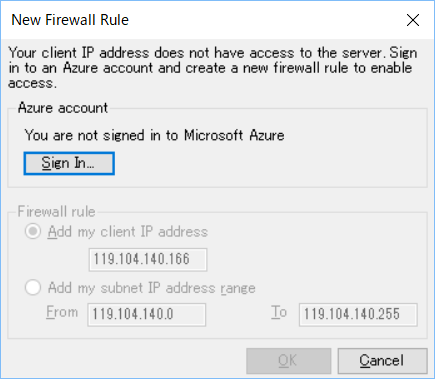 New Firewall Rule
Your client IP address does not have access to the server. Sign
in to an Azure account and create a new firewall rule to enable
access.
Azure account
You are not signed in to Microsoft Azure
Sign In...
Firewall rule
Add my client IP address
119.104.140.166
Add my subnet IP address range
From 119.104.140.0 To 119.104.140.255
OK Cancel